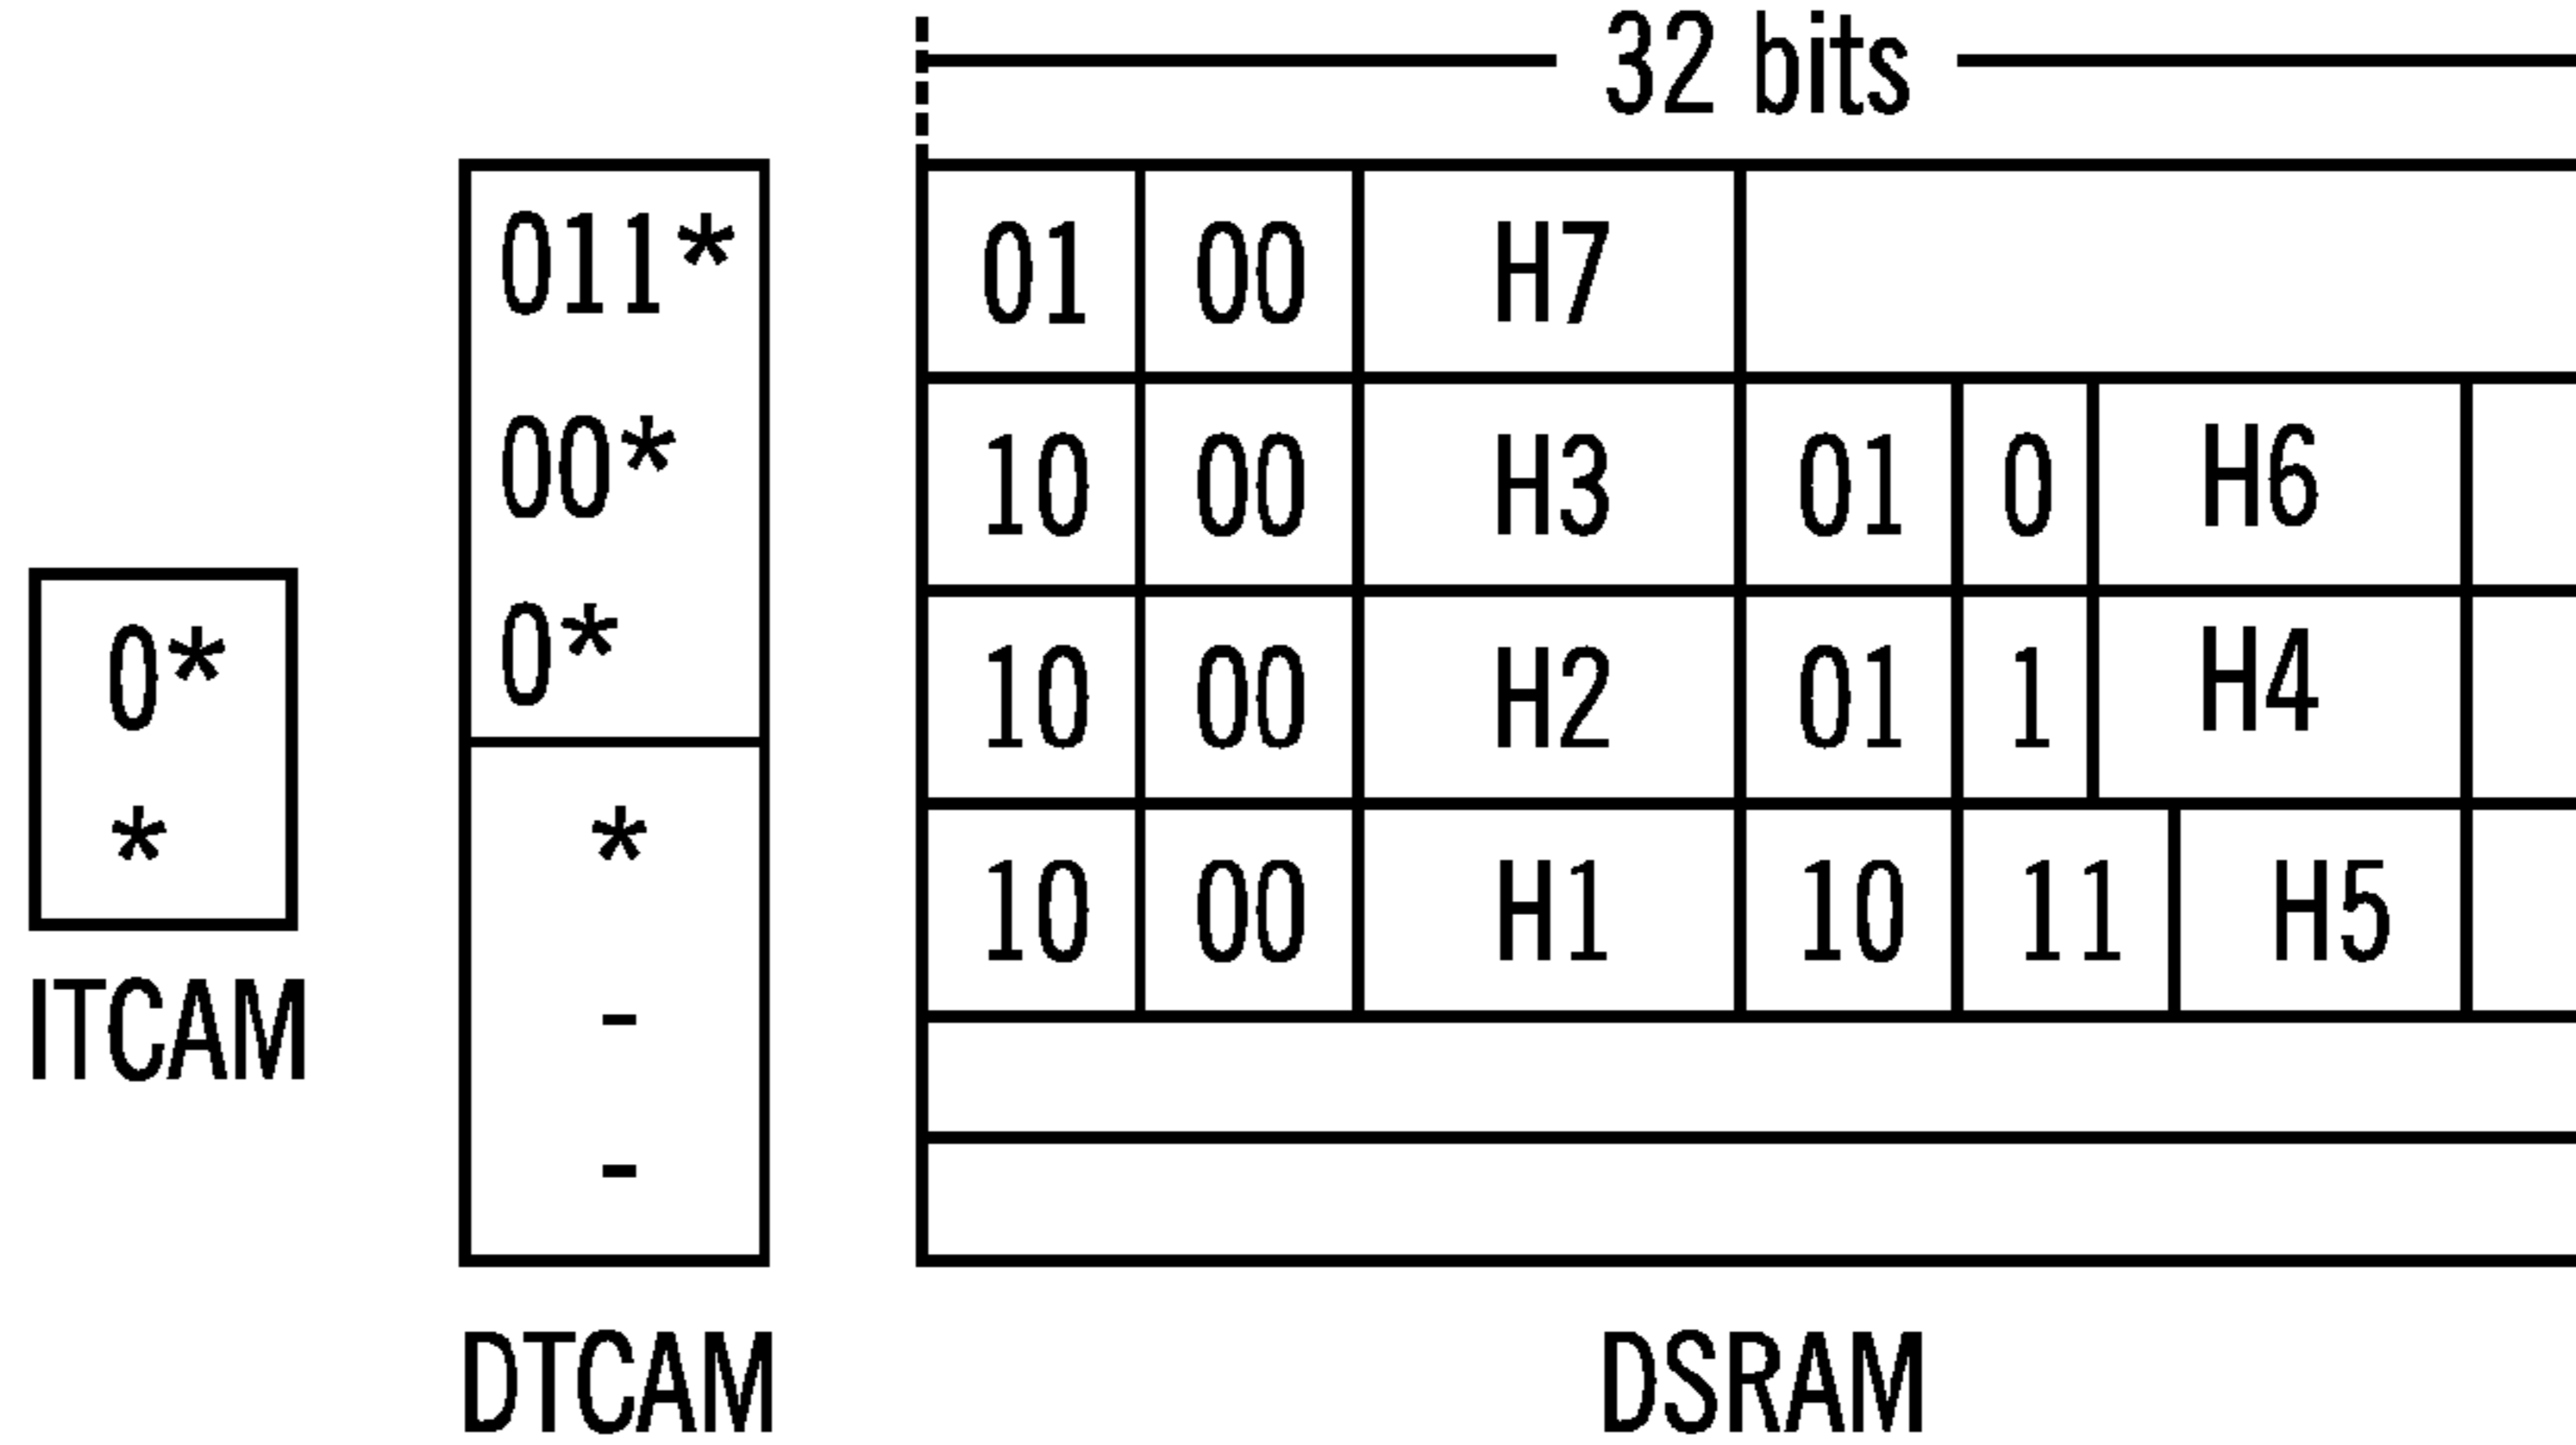 32 bits
011* 01 00 H7
00* 10 00 H3 01 0 H6
0* 0* 10 00 H2 01 1 H4
* * 10 00 H1 10 11 H5
-
-
ITCAM
DTCAM DSRAM